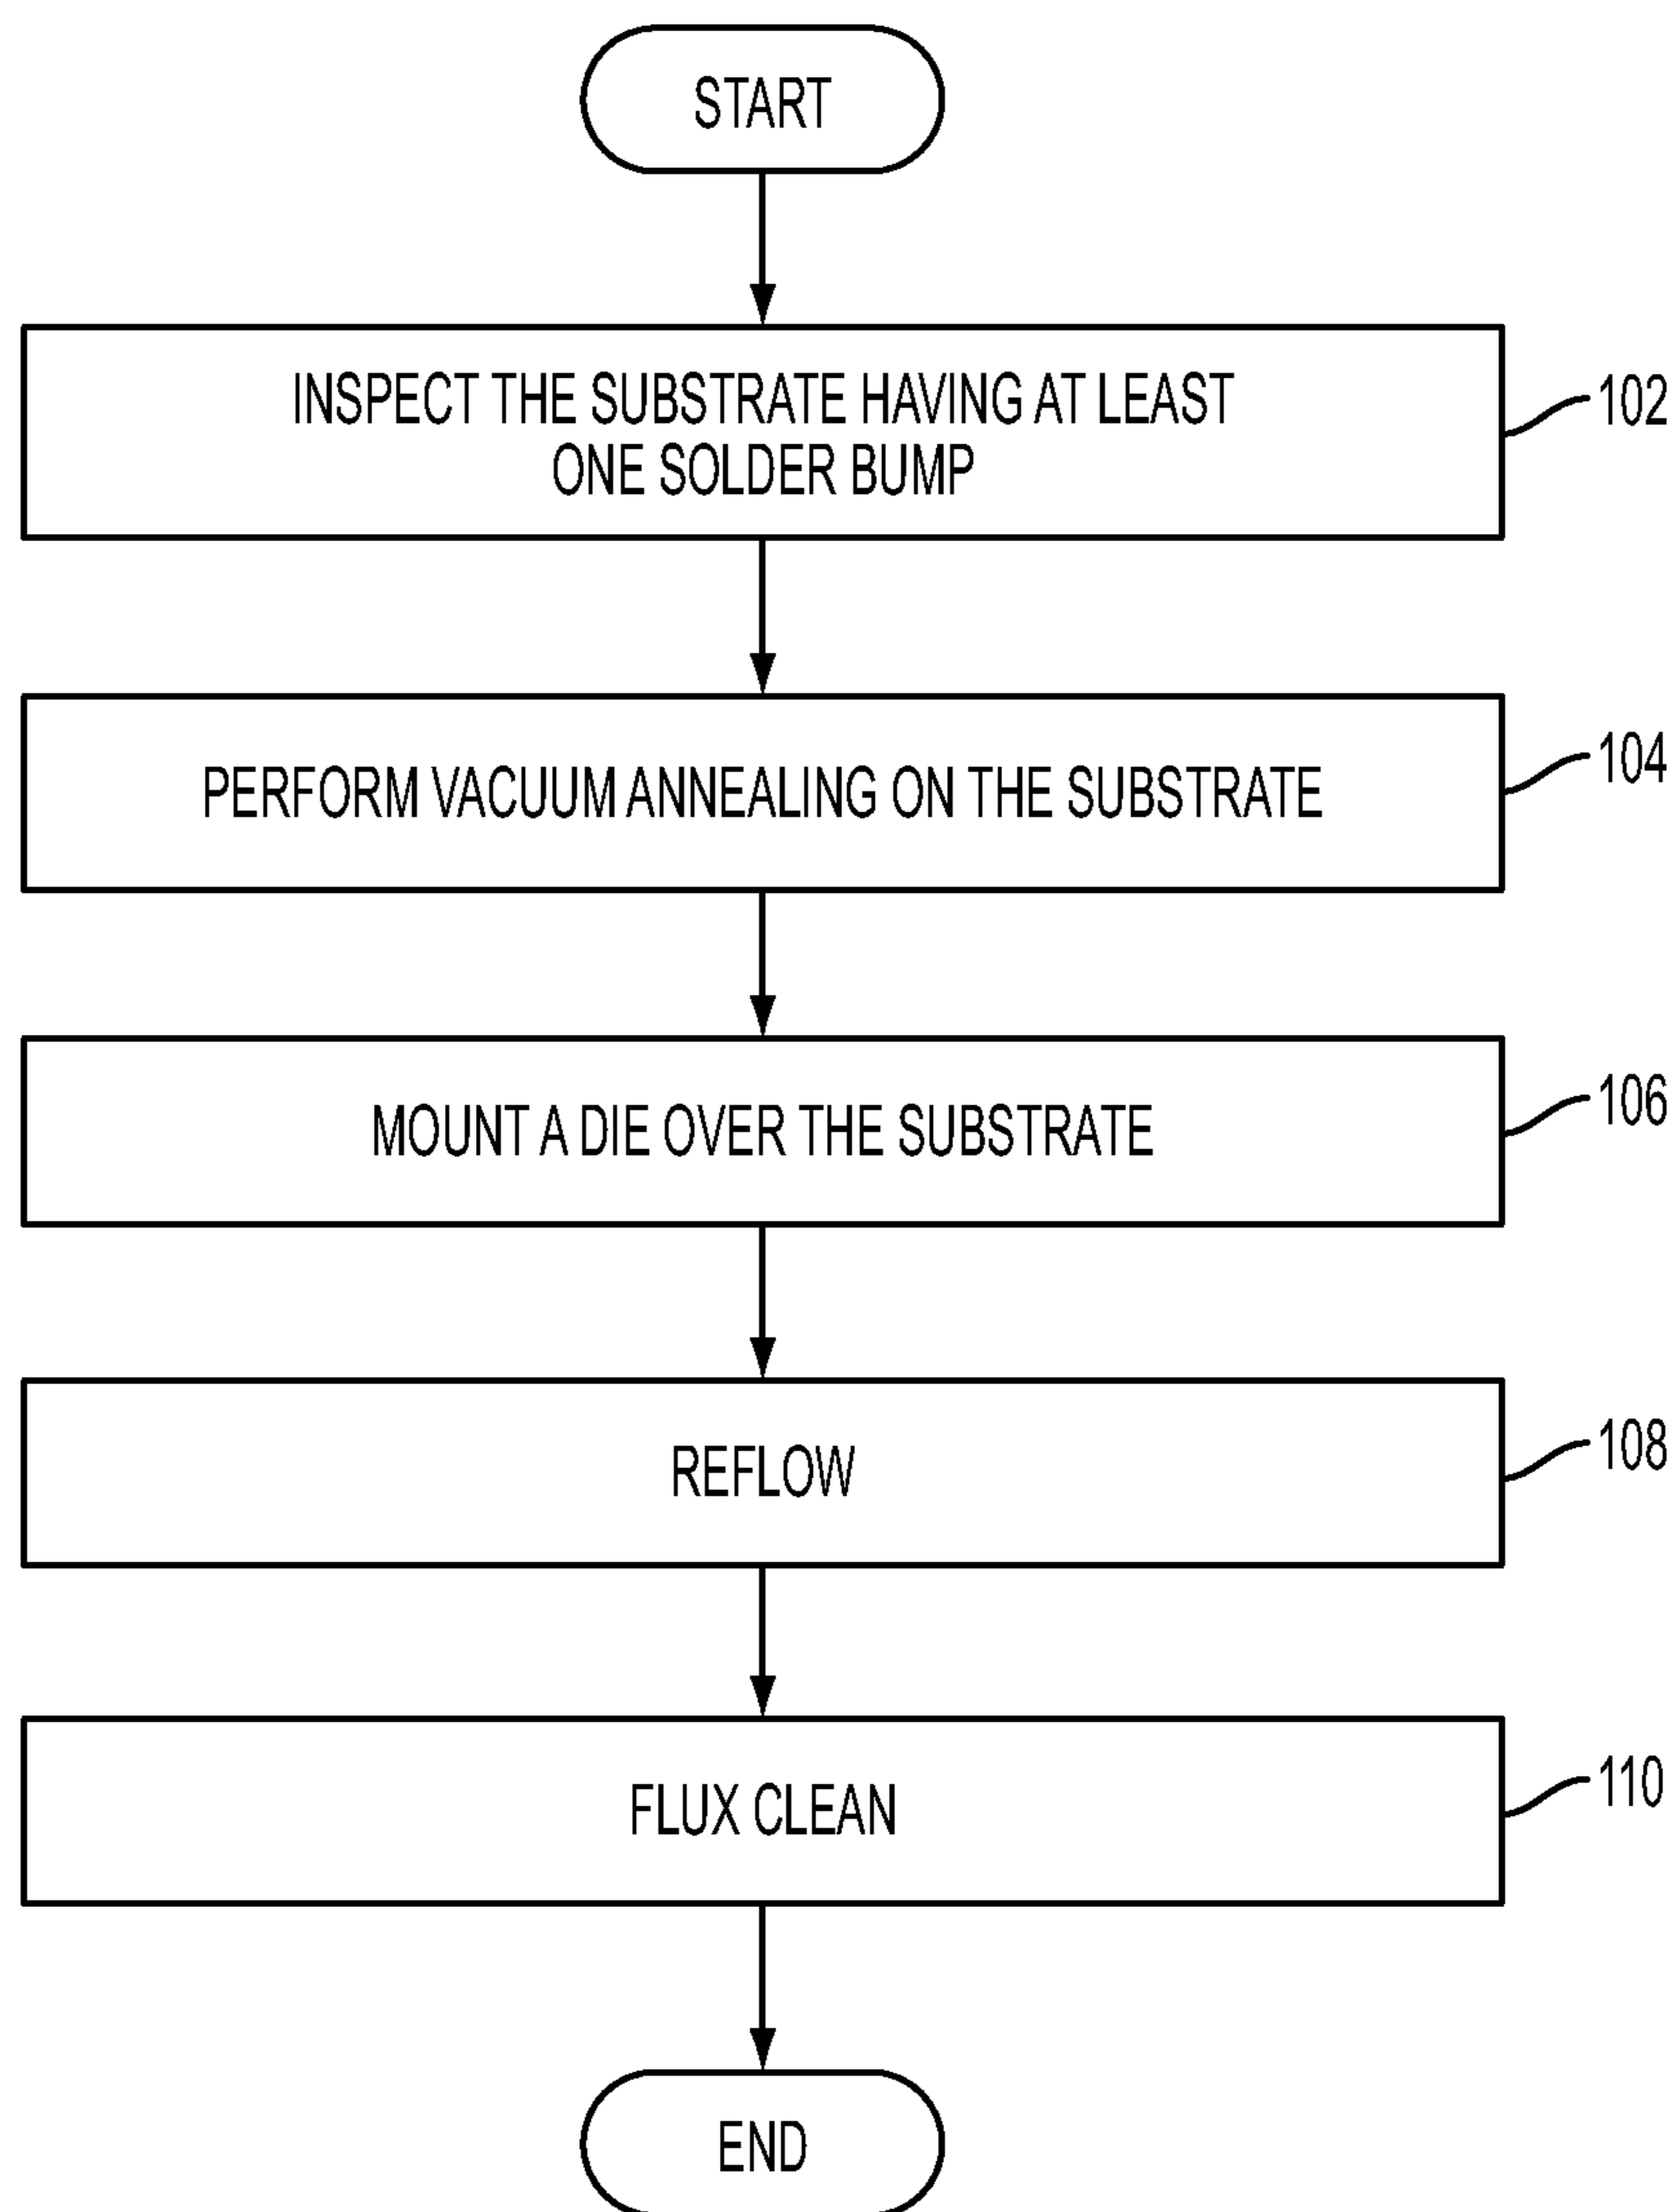 START
INSPECT THE SUBSTRATE HAVING AT LEAST
ONE SOLDER BUMP
102
PERFORM VACUUM ANNEALING ON THE SUBSTRATE
104
MOUNT A DIE OVER THE SUBSTRATE
106
REFLOW
108
FLUX CLEAN
110
END